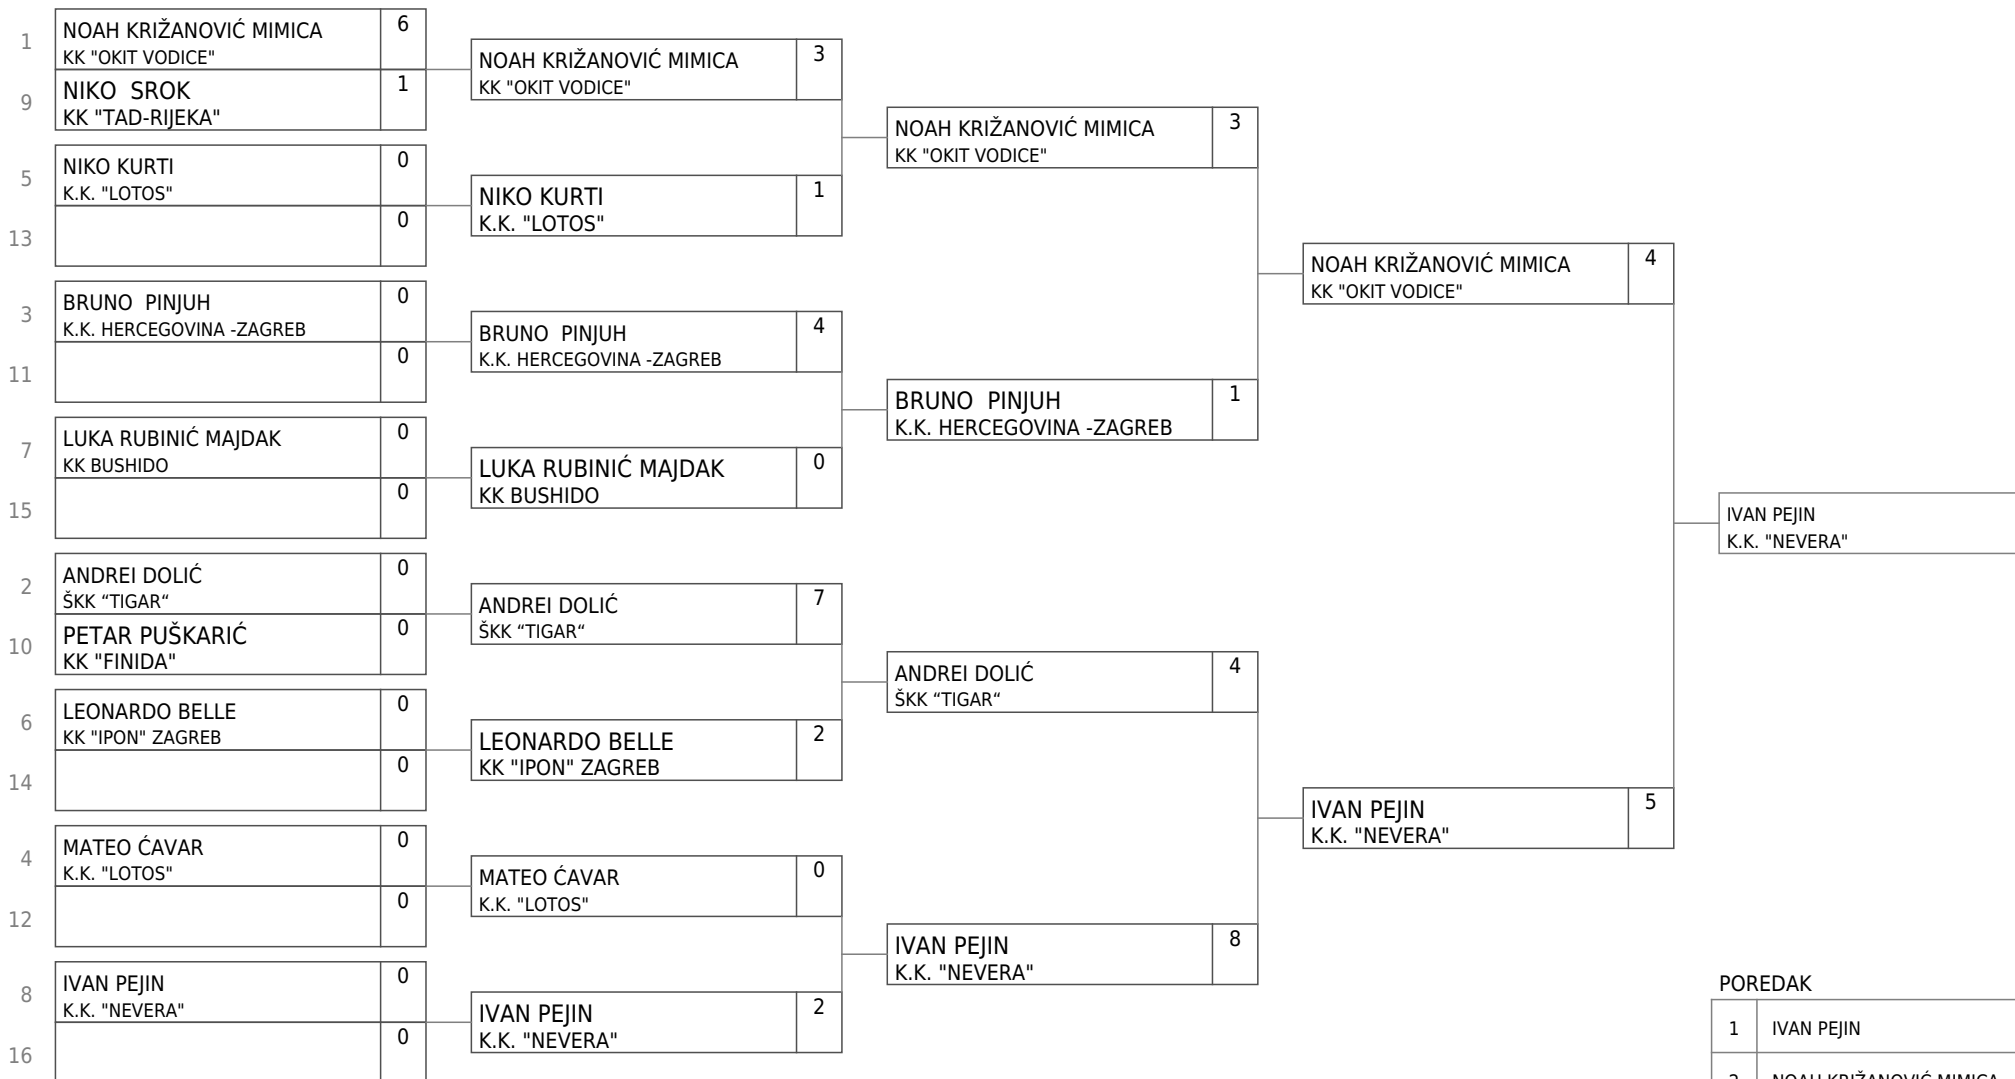 1
NOAH KRIŽANOVIĆ MIMICA
6
KK "OKIT VODICE"
9
NIKO  SROK
1
KK "TAD-RIJEKA"
5
NIKO KURTI
0
K.K. "LOTOS"
13
0
3
BRUNO  PINJUH
0
K.K. HERCEGOVINA -ZAGREB
11
0
7
LUKA RUBINIĆ MAJDAK
0
KK BUSHIDO
15
0
2
ANDREI DOLIĆ
0
ŠKK “TIGAR“
10
PETAR PUŠKARIĆ
0
KK "FINIDA"
6
LEONARDO BELLE
0
KK "IPON" ZAGREB
14
0
4
MATEO ĆAVAR
0
K.K. "LOTOS"
12
0
8
IVAN PEJIN
0
K.K. "NEVERA"
16
0
NOAH KRIŽANOVIĆ MIMICA
3
KK "OKIT VODICE"
NIKO KURTI
1
K.K. "LOTOS"
BRUNO  PINJUH
4
K.K. HERCEGOVINA -ZAGREB
LUKA RUBINIĆ MAJDAK
0
KK BUSHIDO
ANDREI DOLIĆ
7
ŠKK “TIGAR“
LEONARDO BELLE
2
KK "IPON" ZAGREB
MATEO ĆAVAR
0
K.K. "LOTOS"
IVAN PEJIN
2
K.K. "NEVERA"
NOAH KRIŽANOVIĆ MIMICA
3
KK "OKIT VODICE"
BRUNO  PINJUH
1
K.K. HERCEGOVINA -ZAGREB
ANDREI DOLIĆ
4
ŠKK “TIGAR“
IVAN PEJIN
8
K.K. "NEVERA"
NOAH KRIŽANOVIĆ MIMICA
4
KK "OKIT VODICE"
IVAN PEJIN
5
K.K. "NEVERA"
IVAN PEJIN
K.K. "NEVERA"
POREDAK
1
IVAN PEJIN
2
NOAH KRIŽANOVIĆ MIMICA